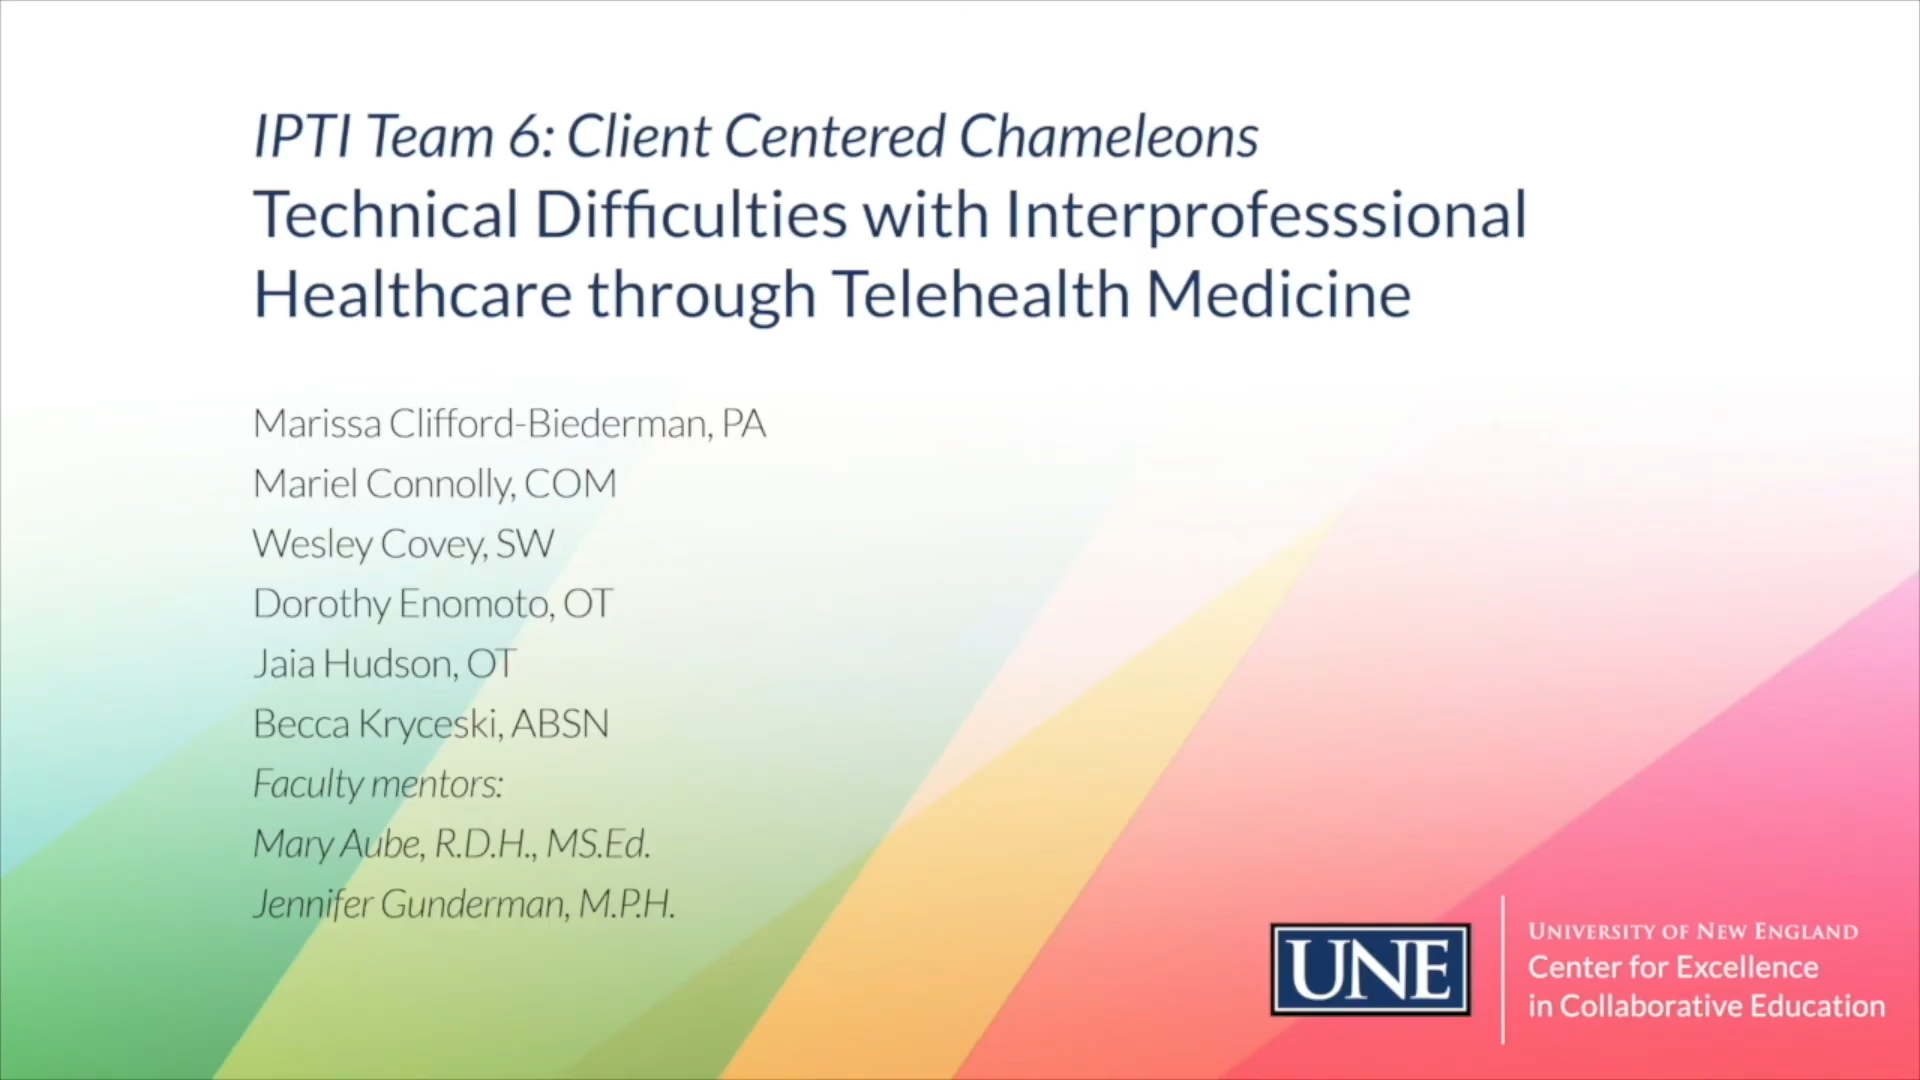 IPTI Team 6: Client Centered Chameleons
Technical Difficulties with Interprofesssional
Healthcare through Telehealth Medicine
Marissa Clifford-Biederman, PA
Mariel Connolly, COM
Wesley Covey, SW
Dorothy Enomoto, OT
Jaia Hudson, OT
Becca Kryceski, ABSN
Faculty mentors:
Mary Aube, R.D.H., MS.Ed.
Jennifer Gunderman, M.P.H.
UNE
UNIVERSITY OF NEW ENGLAND
Center for Excellence
in Collaborative Education